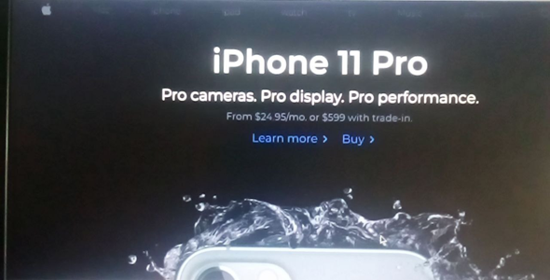 iPhone 11 Pro
Pro cameras. Pro display. Pro performance.
From $24.95/mo. or $599 with trade-in.
Learn more >
Buy >